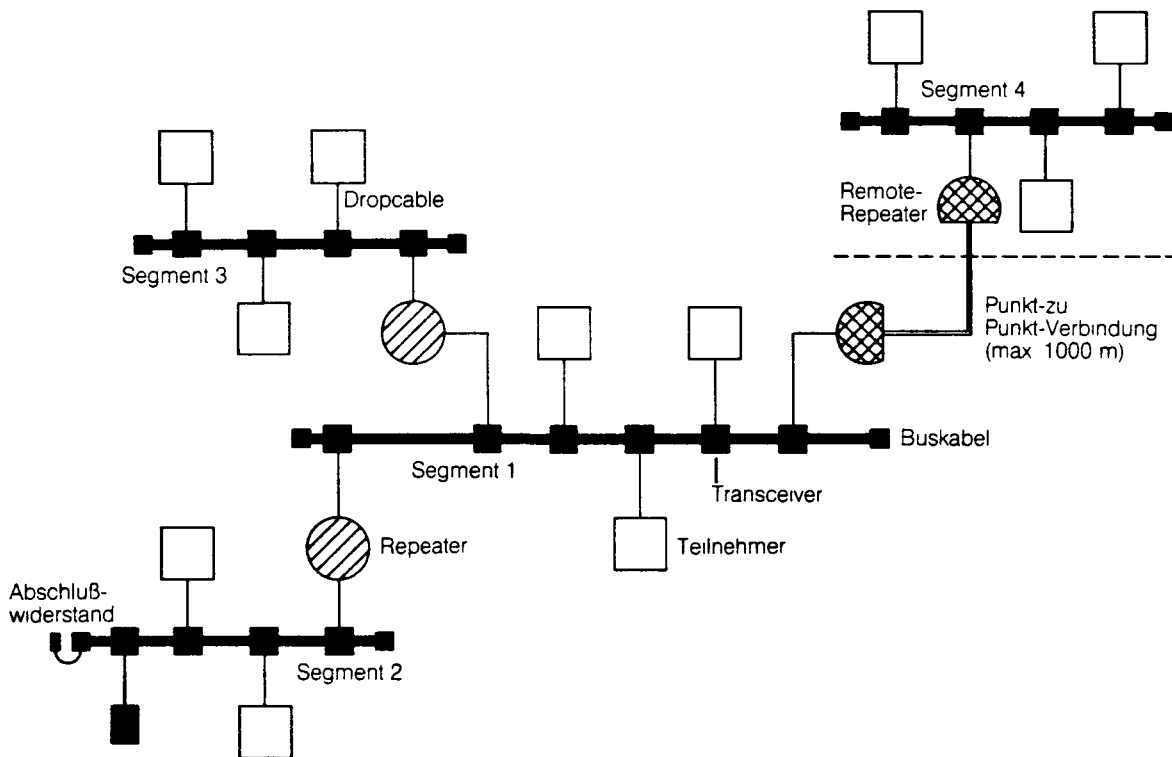 Segment 4
Dropcable
Remote-
Repeater
Segment 3
Punkt-zu
Punkt-Verbindung
(max 1000 m)
Buskabel
Segment 1
Transceiver
Repeater
Teilnehmer
Abschluß-
widerstand
Segment 2